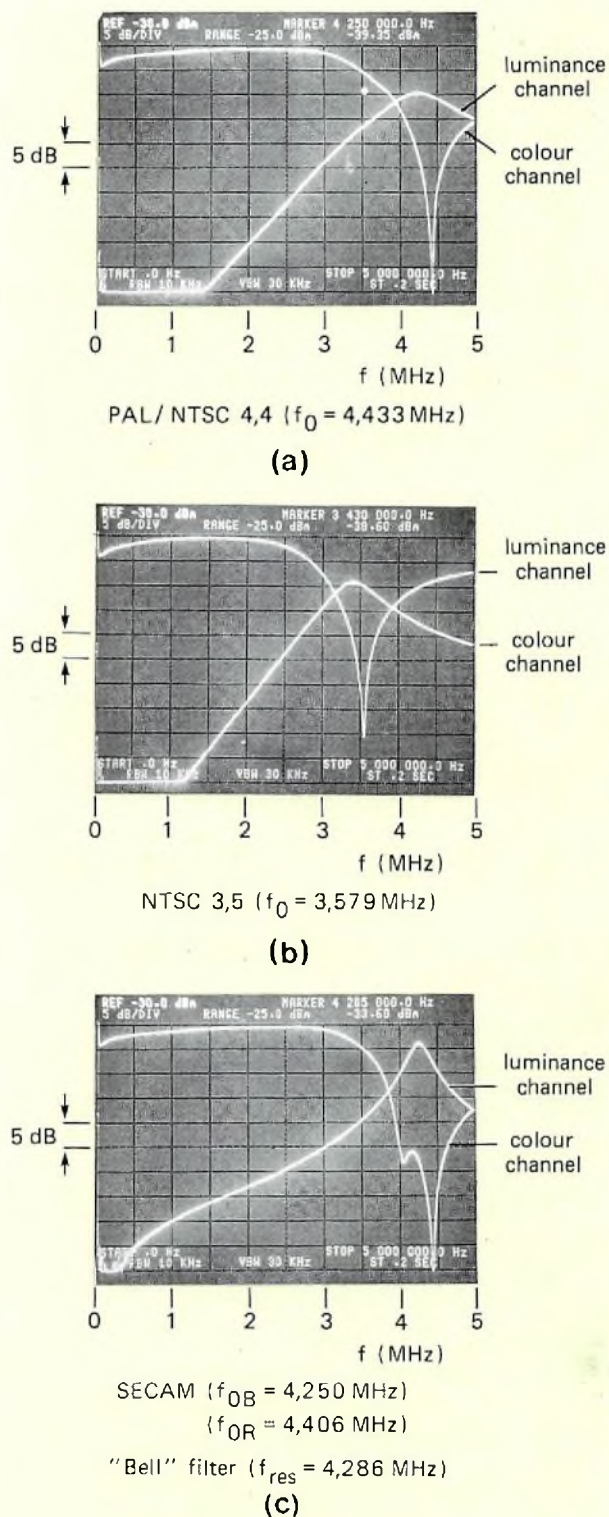 REF -30.0 dBm MARKER 4 250 000.0 Hz
5 dB/DIV RANGE -25.0 dBm -39.35 dBm
luminance
channel
5 dB
colour
channel
START .0 Hz STOP 5 000 000.0 Hz
RBW 10 KHz VBW 30 KHz ST .2 SEC
0 1 2 3 4 5
f (MHz)
PAL/NTSC 4,4 (f0 = 4,433 MHz)
(a)
REF -30.0 dBm MARKER 3 430 000.0 Hz
5 dB/DIV RANGE -25.0 dBm -39.60 dBm
luminance
channel
5 dB
colour
channel
START .0 Hz STOP 5 000 000.0 Hz
RBW 10 KHz VBW 30 KHz ST .2 SEC
0 1 2 3 4 5
f (MHz)
NTSC 3,5 (f0 = 3,579 MHz)
(b)
REF -30.0 dBm MARKER 4 285 000.0 Hz
5 dB/DIV RANGE -25.0 dBm -33.60 dBm
luminance
channel
5 dB
colour
channel
START .0 Hz STOP 5 000 000.0 Hz
RBW 10 KHz VBW 30 KHz ST .2 SEC
0 1 2 3 4 5
f (MHz)
SECAM (f0B = 4,250 MHz)
(f0R = 4,406 MHz)
"Bell" filter (fres = 4,286 MHz)
(c)